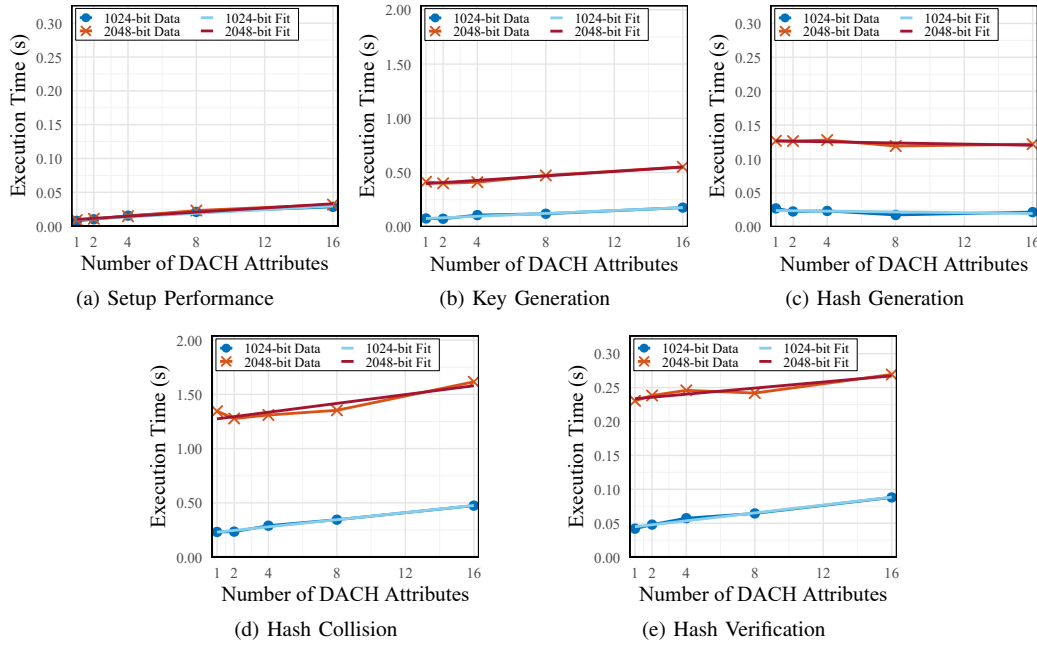 1024-bit Data 1024-bit Fit
2048-bit Data 2048-bit Fit
Execution Time (s)
0.30
0.25
0.20
0.15
0.10
0.05
0.00
1 2 4 8 12 16
Number of DACH Attributes
(a) Setup Performance
1024-bit Data 1024-bit Fit
2048-bit Data 2048-bit Fit
Execution Time (s)
2.00
1.50
1.00
0.50
0.00
1 2 4 8 12 16
Number of DACH Attributes
(b) Key Generation
1024-bit Data 1024-bit Fit
2048-bit Data 2048-bit Fit
Execution Time (s)
0.30
0.25
0.20
0.15
0.10
0.05
0.00
1 2 4 8 12 16
Number of DACH Attributes
(c) Hash Generation
1024-bit Data 1024-bit Fit
2048-bit Data 2048-bit Fit
Execution Time (s)
2.00
1.50
1.00
0.50
0.00
1 2 4 8 12 16
Number of DACH Attributes
(d) Hash Collision
1024-bit Data 1024-bit Fit
2048-bit Data 2048-bit Fit
Execution Time (s)
0.30
0.25
0.20
0.15
0.10
0.05
0.00
1 2 4 8 12 16
Number of DACH Attributes
(e) Hash Verification